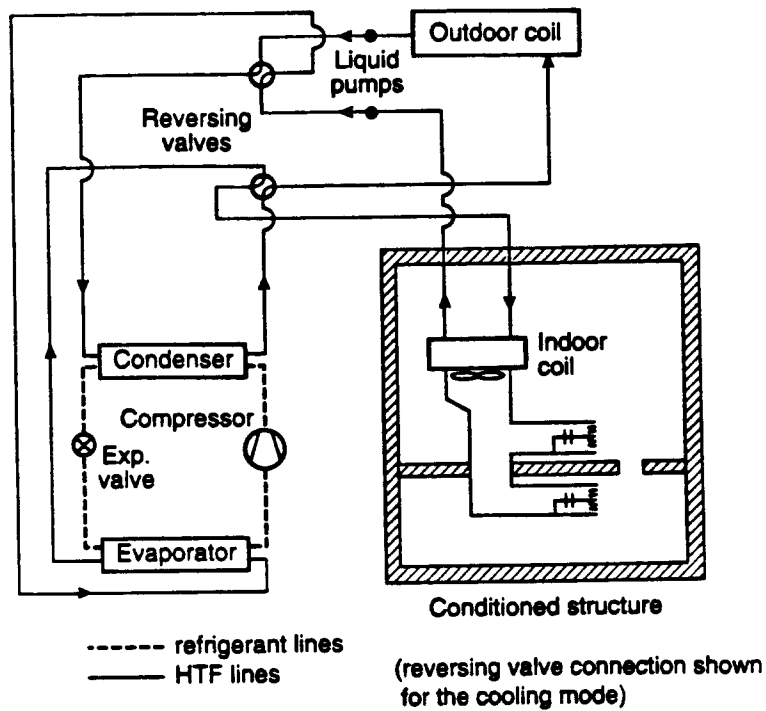 Outdoor coil
Liquid
pumps
Reversing
valves
Condenser
Indoor
coil
Compressor
Exp.
valve
Evaporator
Conditioned structure
refrigerant lines
HTF lines
(reversing valve connection shown
for the cooling mode)